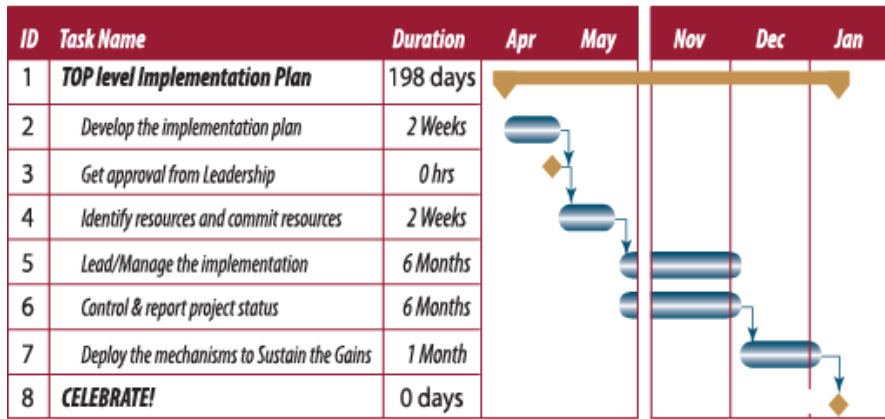 ID Task Name Duration Apr May Nov Dec Jan
1 TOP level Implementation Plan 198 days
2 Develop the implementation plan 2 Weeks
3 Get approval from Leadership 0 hrs
4 Identify resources and commit resources 2 Weeks
5 Lead/Manage the implementation 6 Months
6 Control & report project status 6 Months
7 Deploy the mechanisms to Sustain the Gains 1 Month
8 CELEBRATE! 0 days